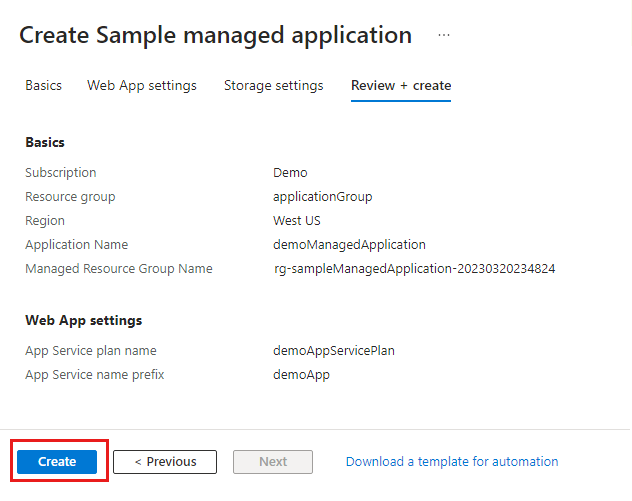 Create Sample managed application ...
Basics Web App settings Storage settings Review + create
Basics
Subscription Demo
Resource group applicationGroup
Region West US
Application Name demoManagedApplication
Managed Resource Group Name rg-sampleManagedApplication-20230320234824
Web App settings
App Service plan name demoAppServicePlan
App Service name prefix demoApp
Create < Previous Next Download a template for automation